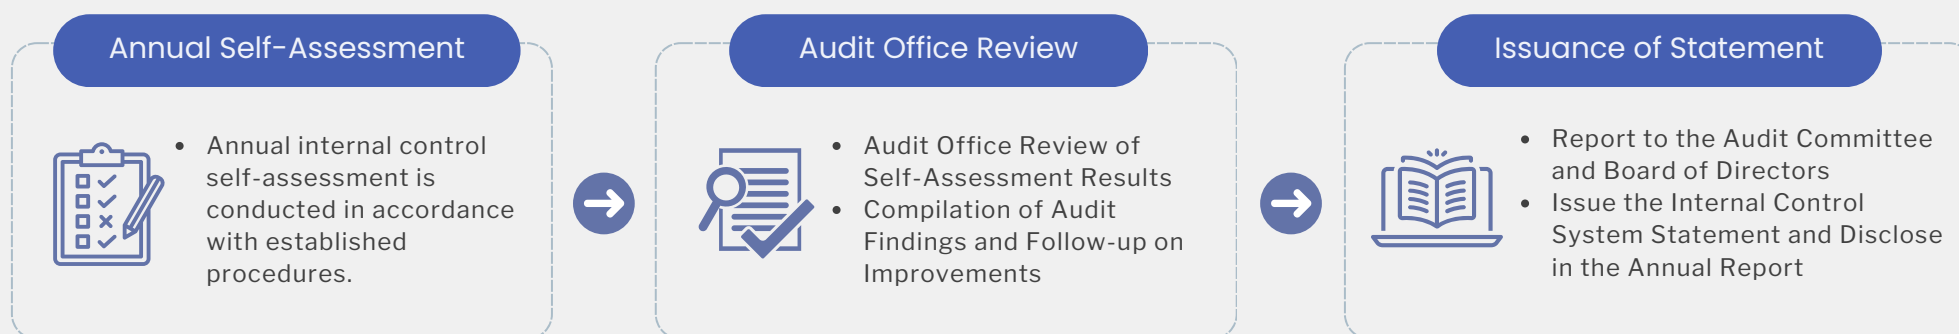 Annual Self-Assessment
• Annual internal control
self-assessment is
conducted in accordance
with established
procedures.
Audit Office Review
• Audit Office Review of
Self-Assessment Results
• Compilation of Audit
Findings and Follow-up on
Improvements
Issuance of Statement
• Report to the Audit Committee
and Board of Directors
• Issue the Internal Control
System Statement and Disclose
in the Annual Report